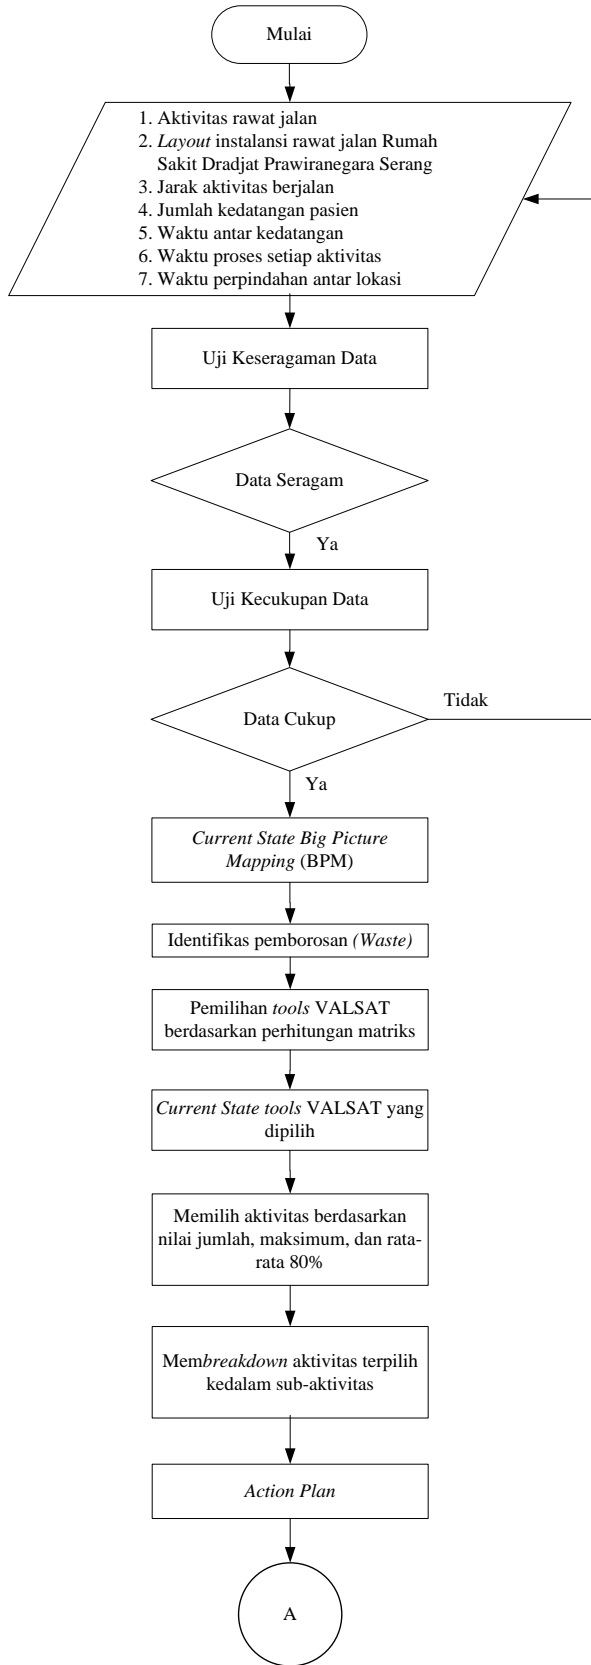 Mulai
1. Aktivitas rawat jalan
2. Layout instalansi rawat jalan Rumah
Sakit Dradjat Prawiranegara Serang
3. Jarak aktivitas berjalan
4. Jumlah kedatangan pasien
5. Waktu antar kedatangan
6. Waktu proses setiap aktivitas
7. Waktu perpindahan antar lokasi
Uji Keseragaman Data
Data Seragam
Ya
Uji Kecukupan Data
Data Cukup
Tidak
Ya
Current State Big Picture
Mapping (BPM)
Identifikas pemborosan (Waste)
Pemilihan tools VALSAT
berdasarkan perhitungan matriks
Current State tools VALSAT yang
dipilih
Memilih aktivitas berdasarkan
nilai jumlah, maksimum, dan rata-
rata 80%
Membreakdown aktivitas terpilih
kedalam sub-aktivitas
Action Plan
A